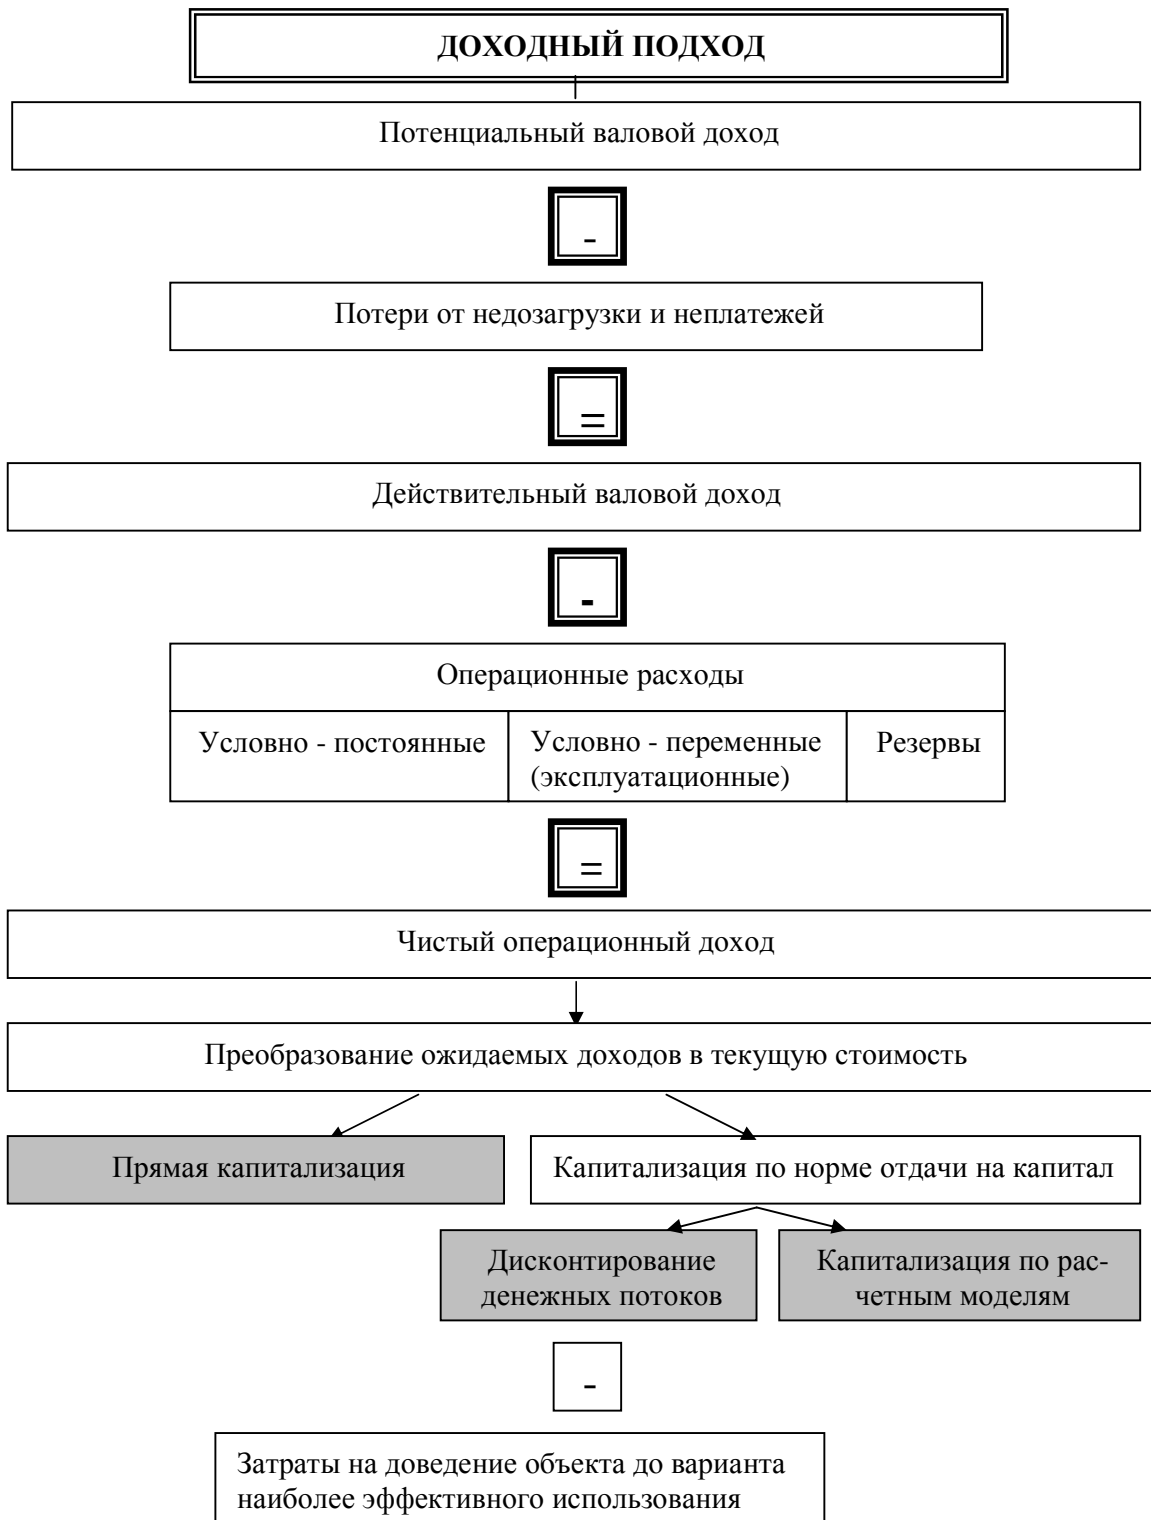 ДОХОДНЫЙ ПОДХОД
Потенциальный валовой доход
-
Потери от недозагрузки и неплатежей
=
Действительный валовой доход
-
Операционные расходы
Условно - постоянные
Условно - переменные
(эксплуатационные)
Резервы
=
Чистый операционный доход
Преобразование ожидаемых доходов в текущую стоимость
Прямая капитализация
Капитализация по норме отдачи на капитал
Дисконтирование
денежных потоков
Капитализация по рас-
четным моделям
-
Затраты на доведение объекта до варианта
наиболее эффективного использования